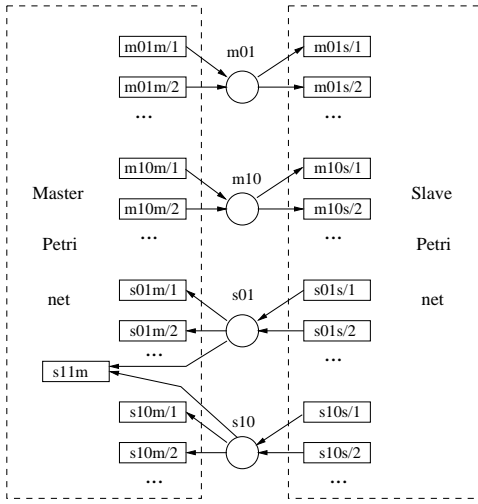 m01
m01m/1
m01s/1
m01m/2
m01s/2
...
...
m10
m10m/1
m10s/1
m10m/2
m10s/2
...
...
Master
Petri
net
Slave
Petri
net
s01
s01m/1
s01s/1
s01m/2
s01s/2
...
...
s11m
s10
s10m/1
s10s/1
s10m/2
s10s/2
...
...